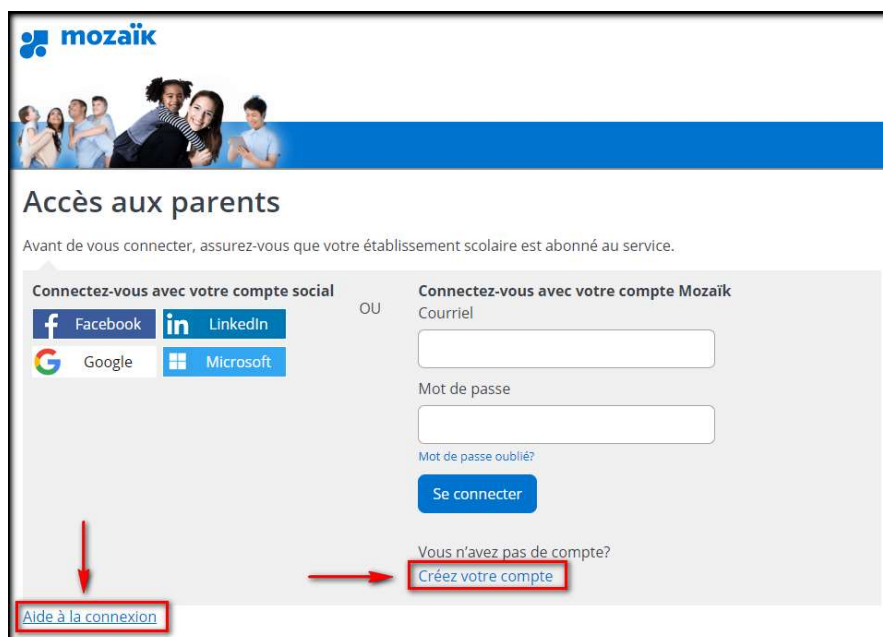 mozaïk
Accès aux parents
Avant de vous connecter, assurez-vous que votre établissement scolaire est abonné au service.
Connectez-vous avec votre compte social
Facebook
LinkedIn
Google
Microsoft
OU
Connectez-vous avec votre compte Mozaïk
Courriel
Mot de passe
Mot de passe oublié?
Se connecter
Vous n'avez pas de compte?
Créez votre compte
Aide à la connexion